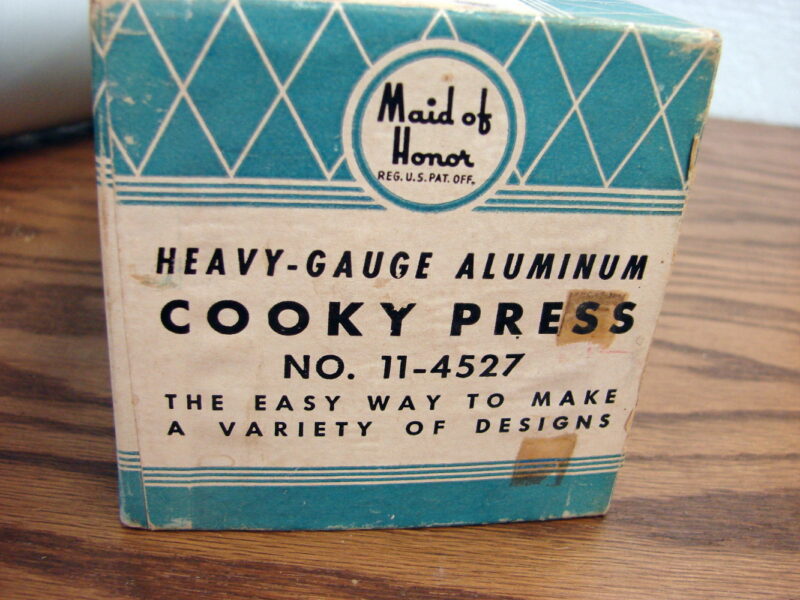 Maid of
Honor
REG. U.S. PAT. OFF.
HEAVY-GAUGE ALUMINUM
COOKY PRESS
NO. 11-4527
THE EASY WAY TO MAKE
A VARIETY OF DESIGNS